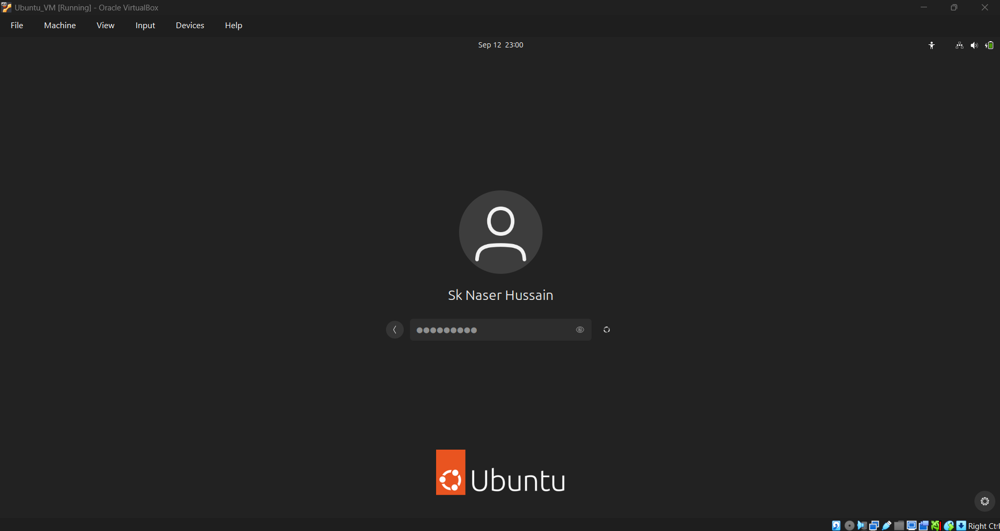 Ubuntu_VM [Running] - Oracle VirtualBox
File Machine View Input Devices Help
Sep 12 23:00
Sk Naser Hussain
Ubuntu
Right Ctrl